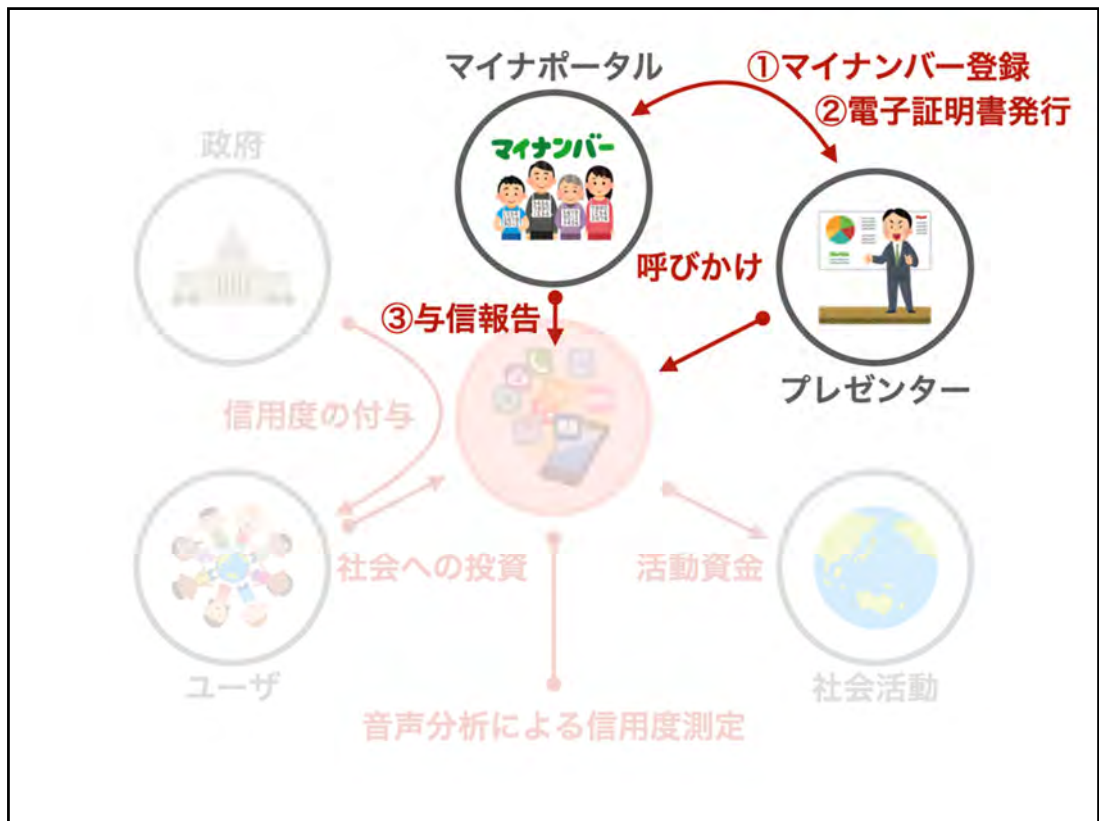 マイナポータル
①マイナンバー登録
②電子証明書発行
政府
マイナンバー
呼びかけ
③与信報告
プレゼンター
信用度の付与
社会への投資
活動資金
ユーザ
社会活動
音声分析による信用度測定